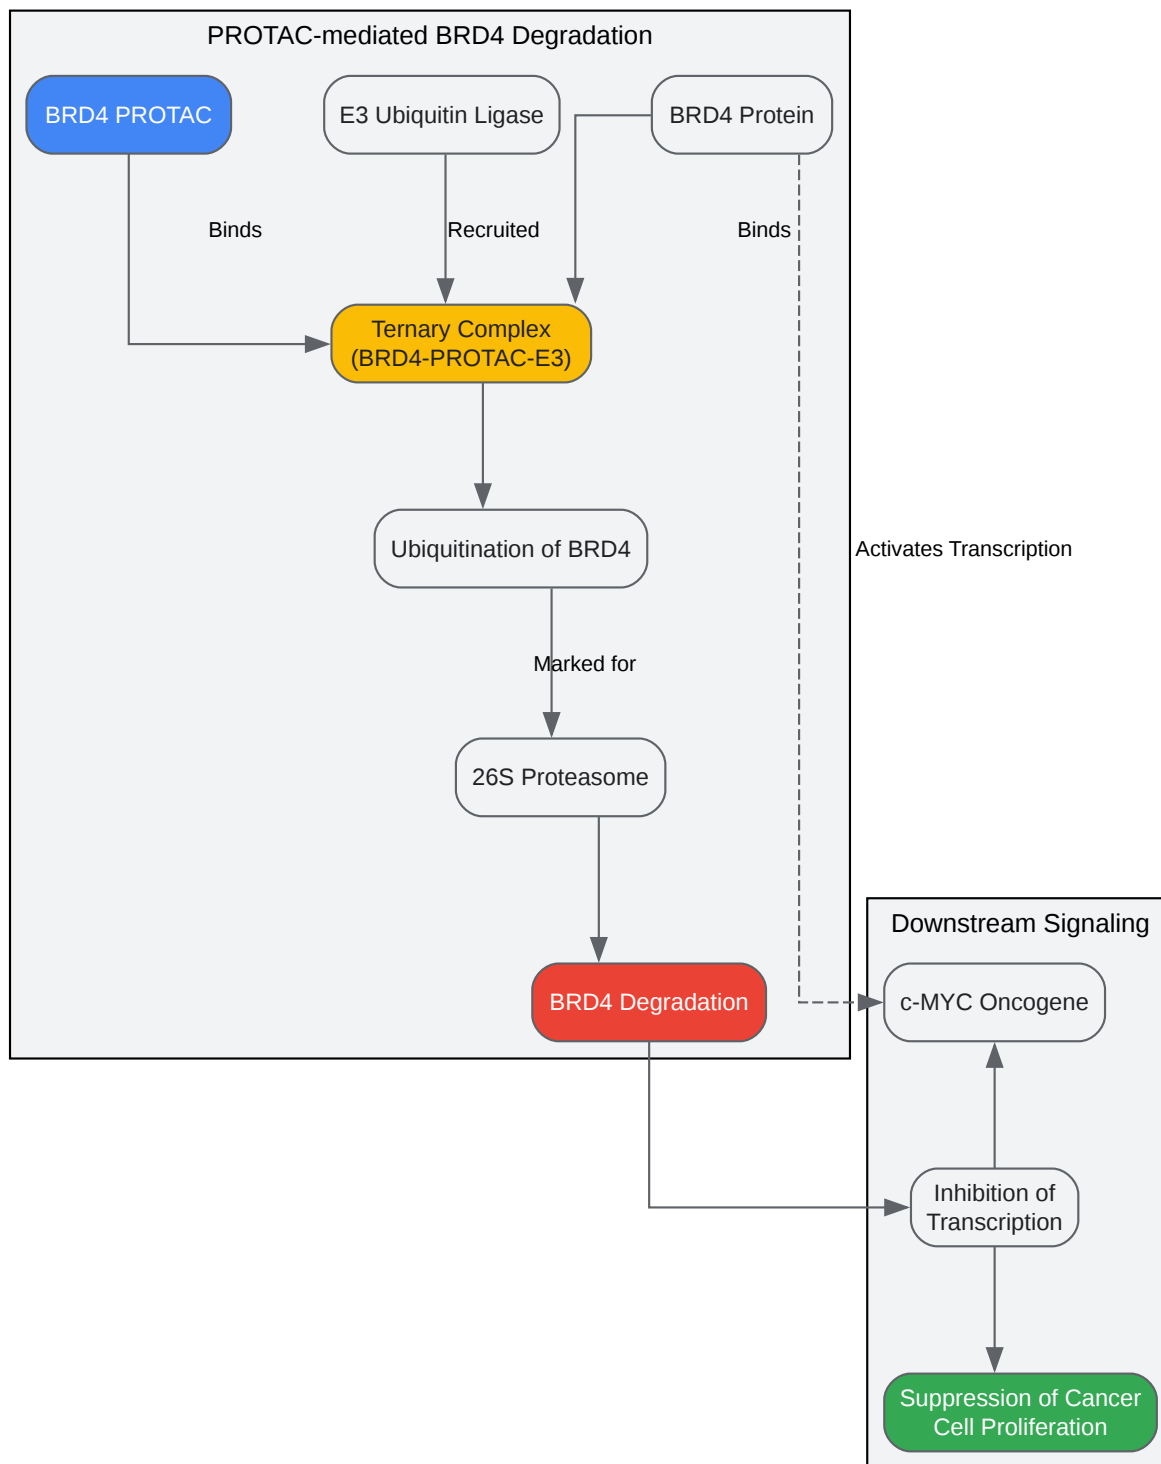 PROTAC-mediated BRD4 Degradation
BRD4 PROTAC
E3 Ubiquitin Ligase
BRD4 Protein
Binds
Recruited
Binds
Ternary Complex
(BRD4-PROTAC-E3)
Ubiquitination of BRD4
Activates Transcription
Marked for
26S Proteasome
Downstream Signaling
BRD4 Degradation
c-MYC Oncogene
Inhibition of
Transcription
Suppression of Cancer
Cell Proliferation